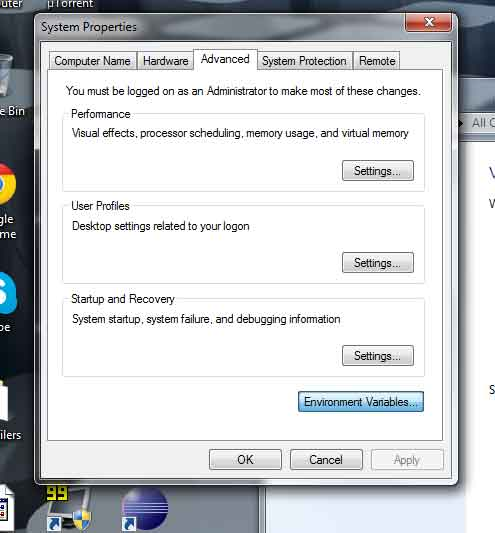 uter
µTorrent
System Properties
Computer Name
Hardware
Advanced
System Protection
Remote
You must be logged on as an Administrator to make most of these changes.
Performance
Visual effects, processor scheduling, memory usage, and virtual memory
Settings...
User Profiles
Desktop settings related to your logon
Settings...
Startup and Recovery
System startup, system failure, and debugging information
Settings...
Environment Variables...
OK
Cancel
Apply
e Bin
gle
me
pe
ilers
99
All C
V
W
S